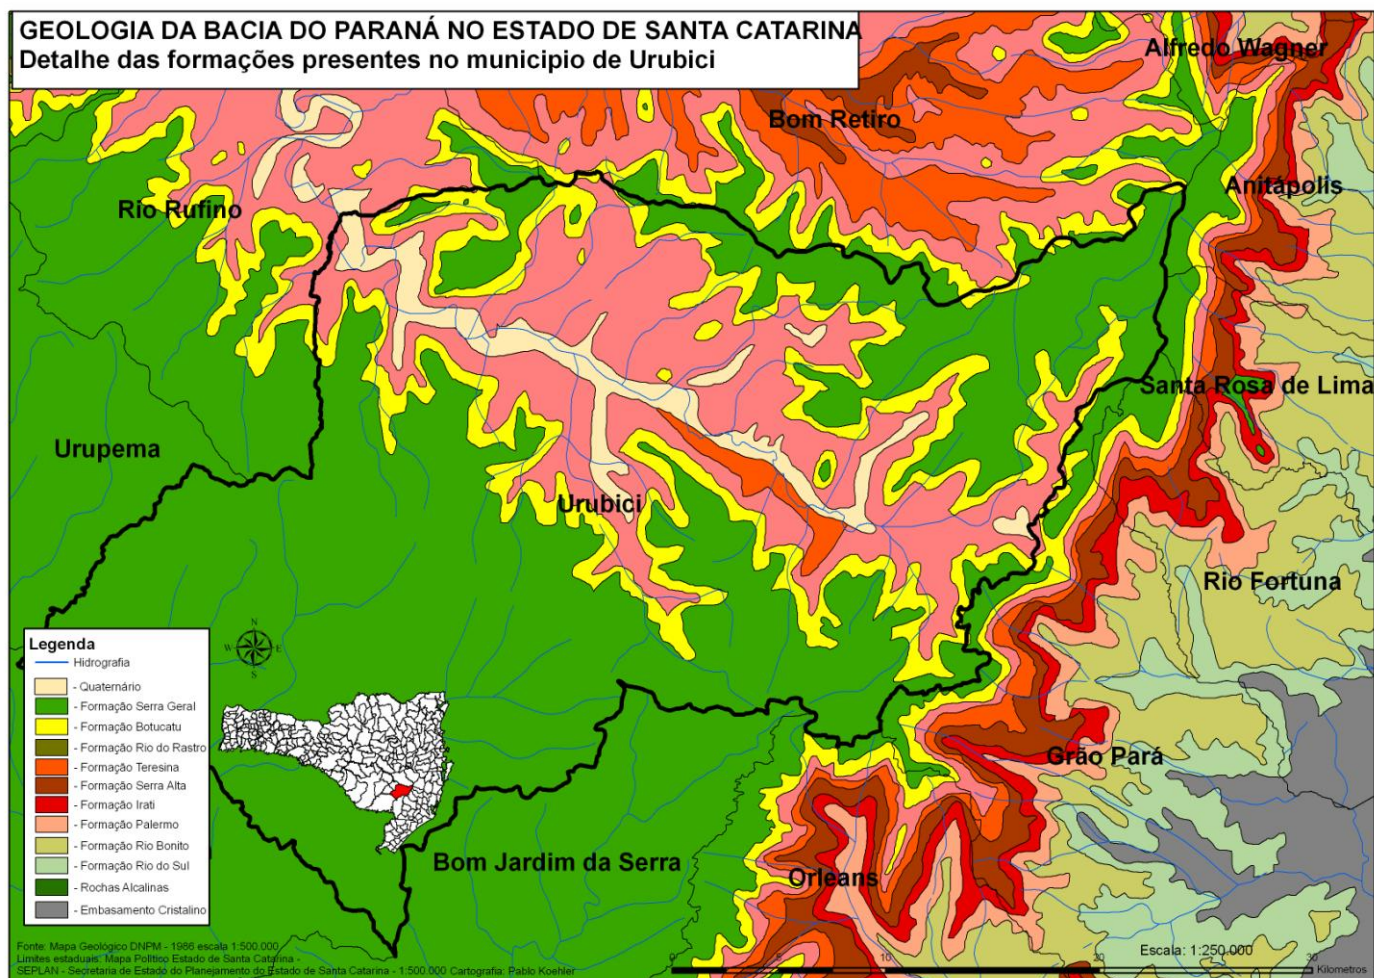 GEOLOGIA DA BACIA DO PARANÁ NO ESTADO DE SANTA CATARINA
Detalhe das formações presentes no municipio de Urubici
Alfredo Wagner
Bom Retiro
Anitápolis
Rio Rufino
Santa Rosa de Lima
Urupema
Urubici
Rio Fortuna
Grão Pará
Bom Jardim da Serra
Orleans
N
W
E
S
Legenda
Hidrografia
- Quaternário
- Formação Serra Geral
- Formação Botucatu
- Formação Rio do Rastro
- Formação Teresina
- Formação Serra Alta
- Formação Irati
- Formação Palermo
- Formação Rio Bonito
- Formação Rio do Sul
- Rochas Alcalinas
- Embasamento Cristalino
Fonte: Mapa Geológico DNPM - 1986 escala 1:500.000
Limites estaduais: Mapa Político Estado de Santa Catarina -
SEPLAN - Secretaria de Estado do Planejamento do Estado de Santa Catarina - 1:500.000 Cartografia: Pablo Koehler
Escala: 1:250.000
0 5 10 20 30
Kilometros